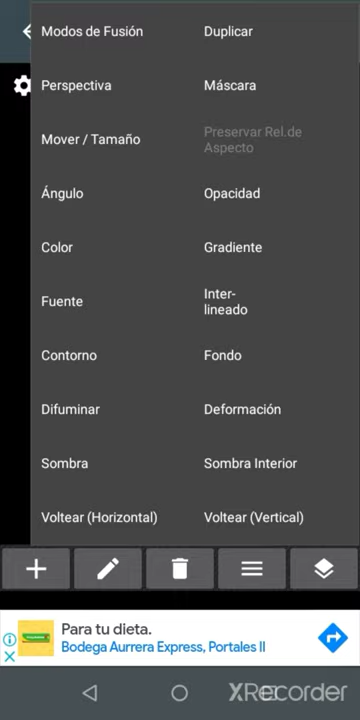 Modos de Fusión
Duplicar
Perspectiva
Máscara
Mover / Tamaño
Preservar Rel.de
Aspecto
Ángulo
Opacidad
Color
Gradiente
Fuente
Inter-
lineado
Contorno
Fondo
Difuminar
Deformación
Sombra
Sombra Interior
Voltear (Horizontal)
Voltear (Vertical)
Para tu dieta.
Bodega Aurrera Express, Portales II
XRecorder